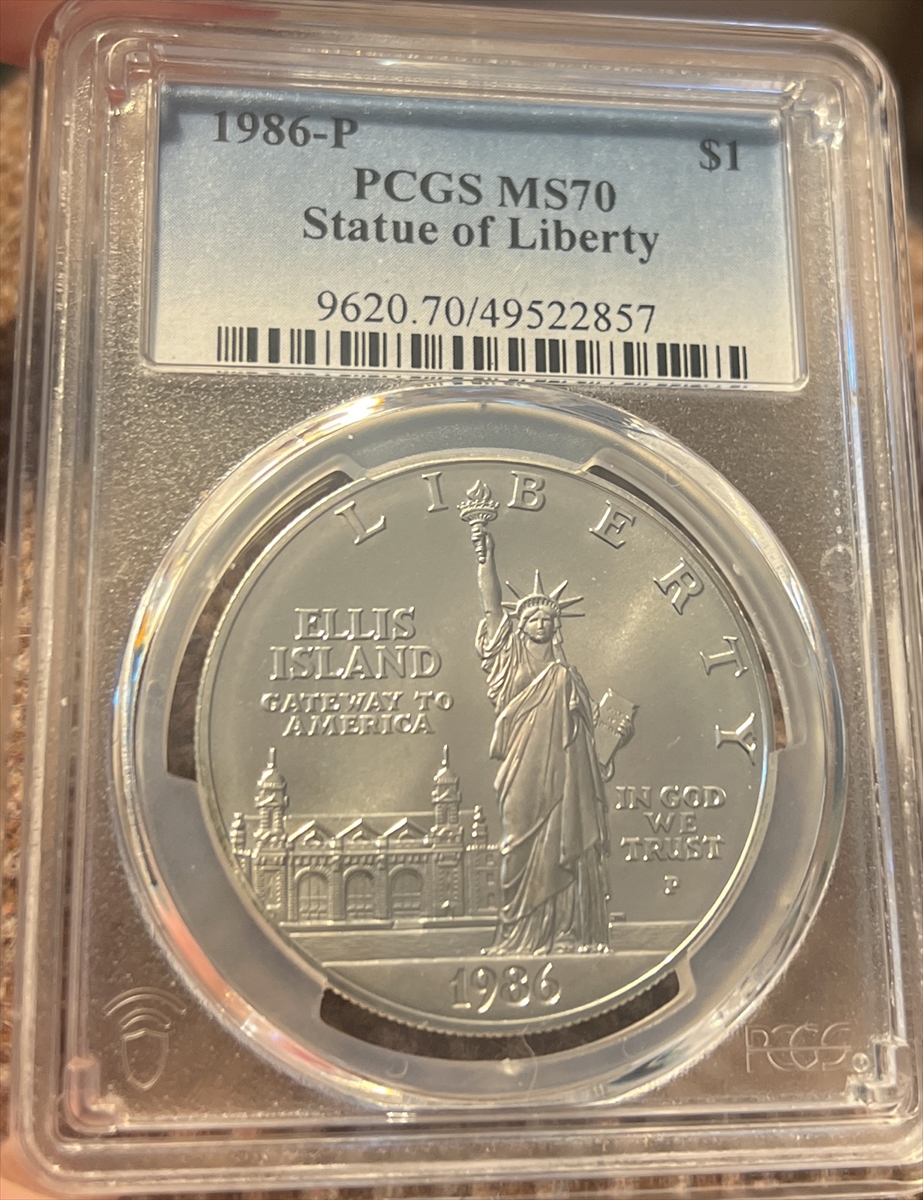 1986-P
$1
PCGS MS70
Statue of Liberty
9620.70/49522857
LIBERTY
ELLIS
ISLAND
GATEWAY TO
AMERICA
IN GOD
WE
TRUST
P
1986
PCGS